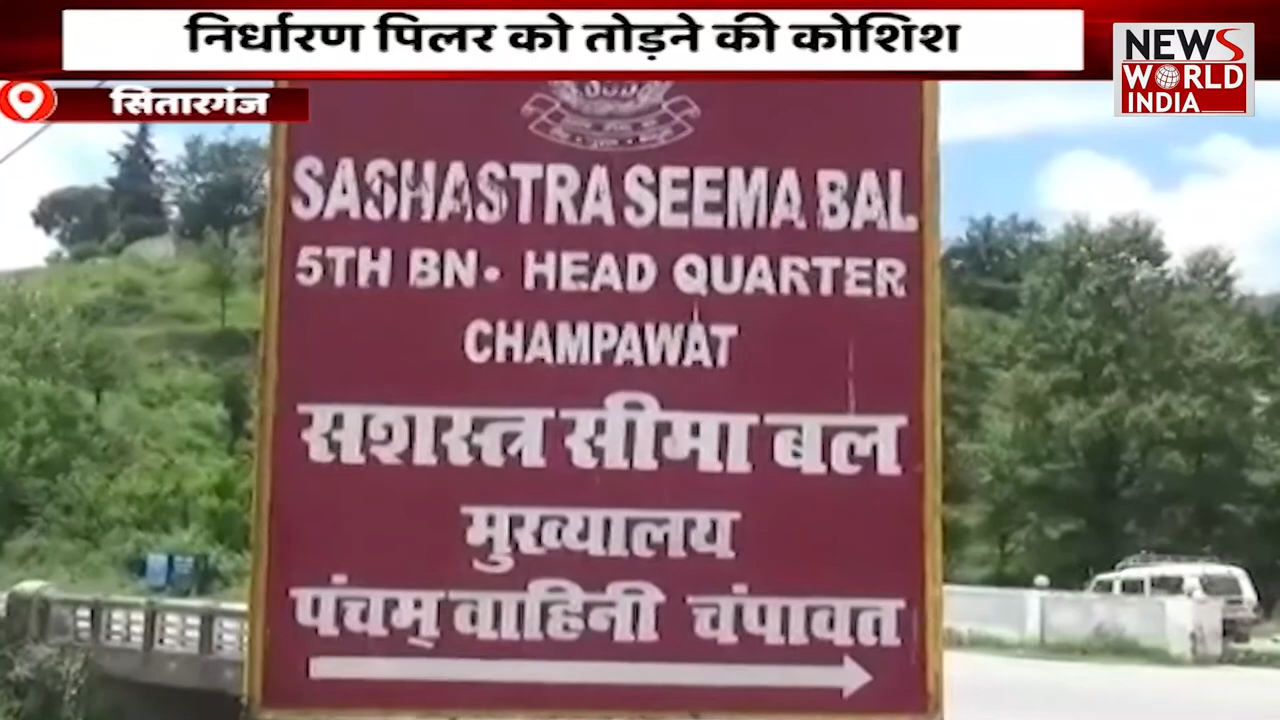 निर्धारण पिलर को तोड़ने की कोशिश
NEWS
WORLD
INDIA
सितारगंज
SASHASTRA SEEMA BAL
5TH BN. HEAD QUARTER
CHAMPAWAT
सशस्त्र सीमा बल
मुख्यालय
पंचम् वाहिनी चंपावत